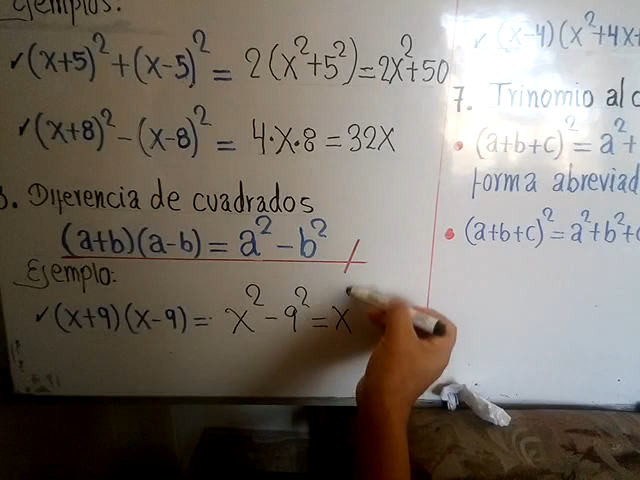 Ejemplos:
✓(x+5)²+(x-5)² = 2(x²+5²)=2x²+50
✓(x+8)²-(x-8)² = 4·x·8=32x
3. Diferencia de cuadrados
(a+b)(a-b)= a²-b²
Ejemplo:
✓(x+9)(x-9)= x²-9²=x
✓(x-4)(x²+4x+
7. Trinomio al c
• (a+b+c)²=a²+
forma abreviad
• (a+b+c)²=a²+b²+c